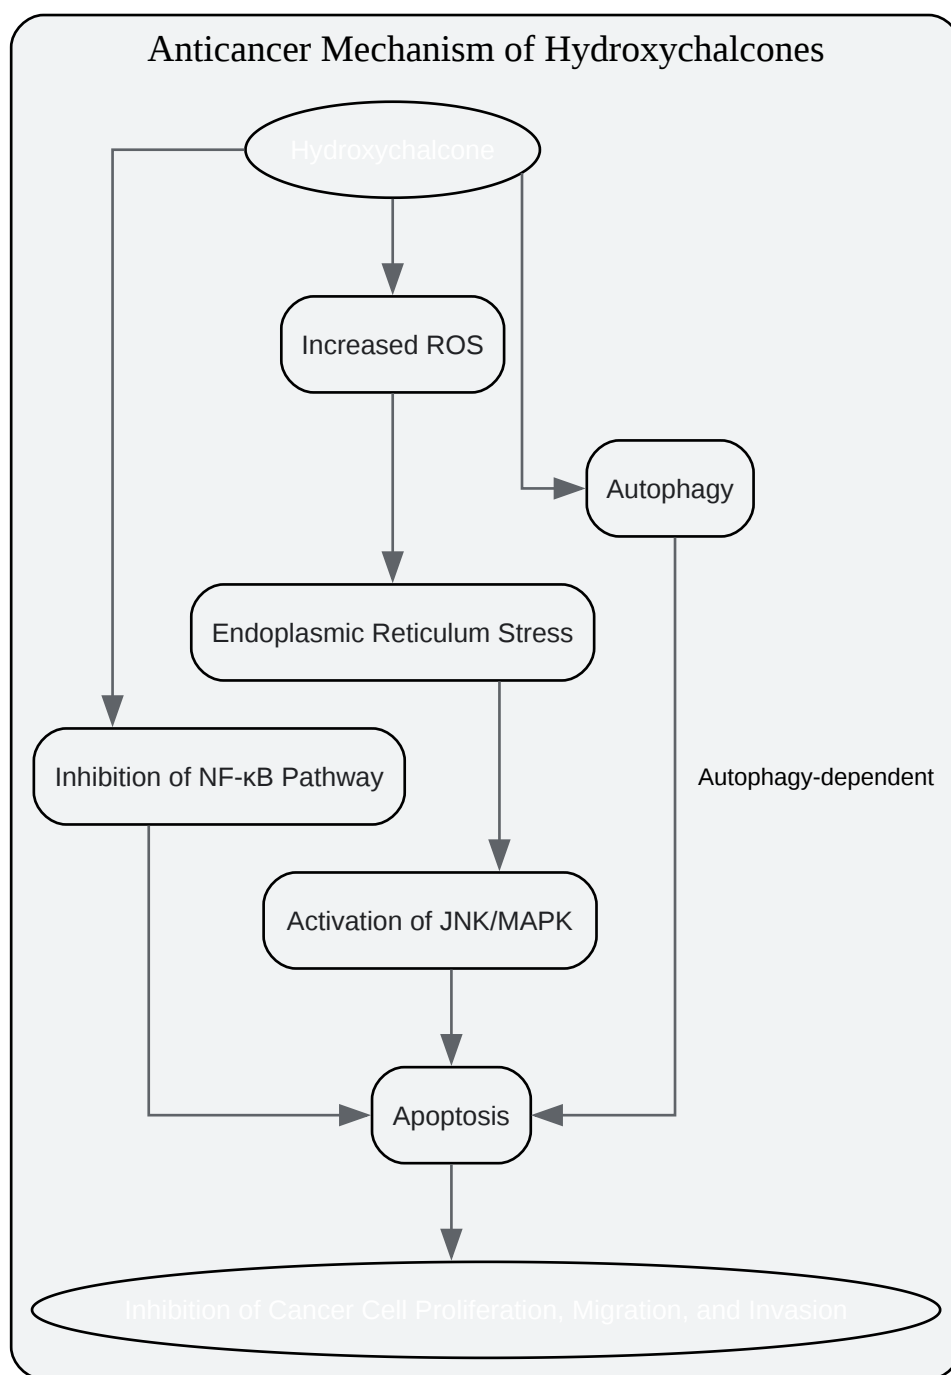 Anticancer Mechanism of Hydroxychalcones
Hydroxychalcone
Increased ROS
Autophagy
Endoplasmic Reticulum Stress
Inhibition of NF-κB Pathway
Autophagy-dependent
Activation of JNK/MAPK
Apoptosis
Inhibition of Cancer Cell Proliferation, Migration, and Invasion